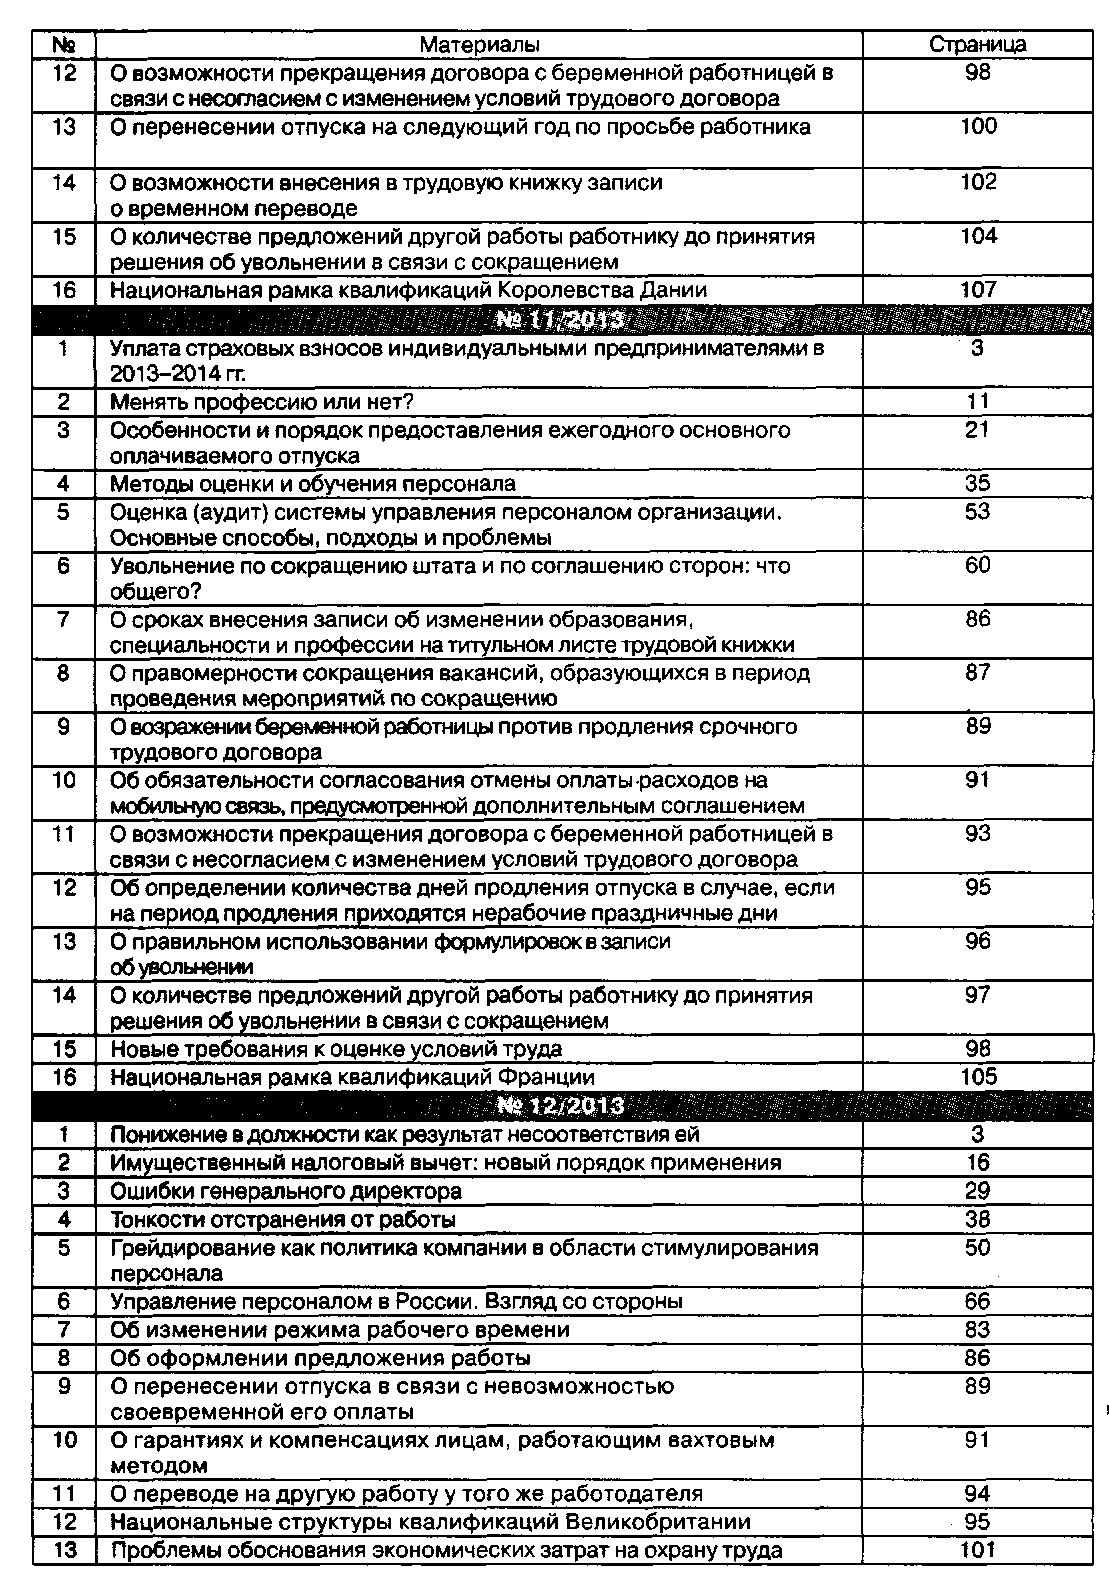 № Материалы Страница
12 О возможности прекращения договора с беременной работницей в 98
связи с несогласием с изменением условий трудового договора
13 О перенесении отпуска на следующий год по просьбе работника 100
14 О возможности внесения в трудовую книжку записи 102
о временном переводе
15 О количестве предложений другой работы работнику до принятия 104
решения об увольнении в связи с сокращением
16 Национальная рамка квалификаций Королевства Дании 107
№ 11/2013
1 Уплата страховых взносов индивидуальными предпринимателями в 3
2013–2014 гг.
2 Менять профессию или нет? 11
3 Особенности и порядок предоставления ежегодного основного 21
оплачиваемого отпуска
4 Методы оценки и обучения персонала 35
5 Оценка (аудит) системы управления персоналом организации. 53
Основные способы, подходы и проблемы
6 Увольнение по сокращению штата и по соглашению сторон: что 60
общего?
7 О сроках внесения записи об изменении образования, 86
специальности и профессии на титульном листе трудовой книжки
8 О правомерности сокращения вакансий, образующихся в период 87
проведения мероприятий по сокращению
9 О возражении беременной работницы против продления срочного 89
трудового договора
10 Об обязательности согласования отмены оплаты расходов на 91
мобильную связь, предусмотренной дополнительным соглашением
11 О возможности прекращения договора с беременной работницей в 93
связи с несогласием с изменением условий трудового договора
12 Об определении количества дней продления отпуска в случае, если 95
на период продления приходятся нерабочие праздничные дни
13 О правильном использовании формулировок в записи 96
об увольнении
14 О количестве предложений другой работы работнику до принятия 97
решения об увольнении в связи с сокращением
15 Новые требования к оценке условий труда 98
16 Национальная рамка квалификаций Франции 105
№ 12/2013
1 Понижение в должности как результат несоответствия ей 3
2 Имущественный налоговый вычет: новый порядок применения 16
3 Ошибки генерального директора 29
4 Тонкости отстранения от работы 38
5 Грейдирование как политика компании в области стимулирования 50
персонала
6 Управление персоналом в России. Взгляд со стороны 66
7 Об изменении режима рабочего времени 83
8 Об оформлении предложения работы 86
9 О перенесении отпуска в связи с невозможностью 89
своевременной его оплаты
10 О гарантиях и компенсациях лицам, работающим вахтовым 91
методом
11 О переводе на другую работу у того же работодателя 94
12 Национальные структуры квалификаций Великобритании 95
13 Проблемы обоснования экономических затрат на охрану труда 101